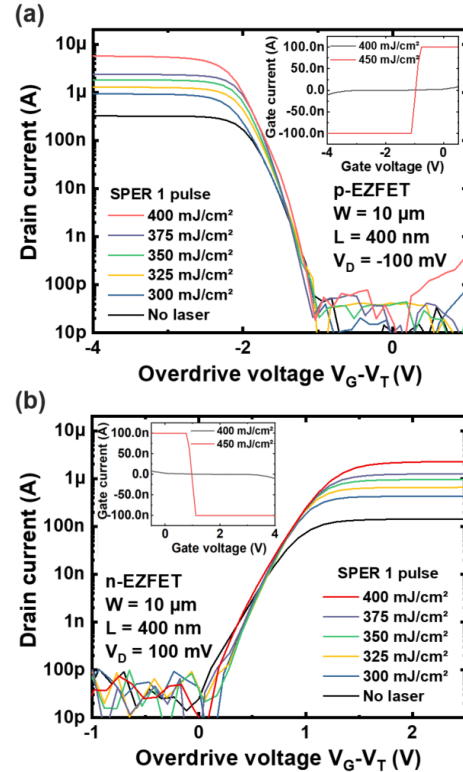 (a)
10µ
1µ
100n
10n
1n
100p
10p
Drain current (A)
-4
-2
0
Overdrive voltage V_G-V_T (V)
SPER 1 pulse
400 mJ/cm²
375 mJ/cm²
350 mJ/cm²
325 mJ/cm²
300 mJ/cm²
No laser
p-EZFET
W = 10 µm
L = 400 nm
V_D = -100 mV
400 mJ/cm²
450 mJ/cm²
100.0n
50.0n
0.0
-50.0n
-100.0n
Gate current (A)
-4
-2
0
Gate voltage (V)
(b)
10µ
1µ
100n
1n
100p
10p
Drain current (A)
-1
0
1
2
Overdrive voltage V_G-V_T (V)
400 mJ/cm²
450 mJ/cm²
100.0n
50.0n
0.0
-50.0n
-100.0n
Gate current (A)
0
2
4
Gate voltage (V)
n-EZFET
W = 10 µm
L = 400 nm
V_D = 100 mV
SPER 1 pulse
400 mJ/cm²
375 mJ/cm²
350 mJ/cm²
325 mJ/cm²
300 mJ/cm²
No laser